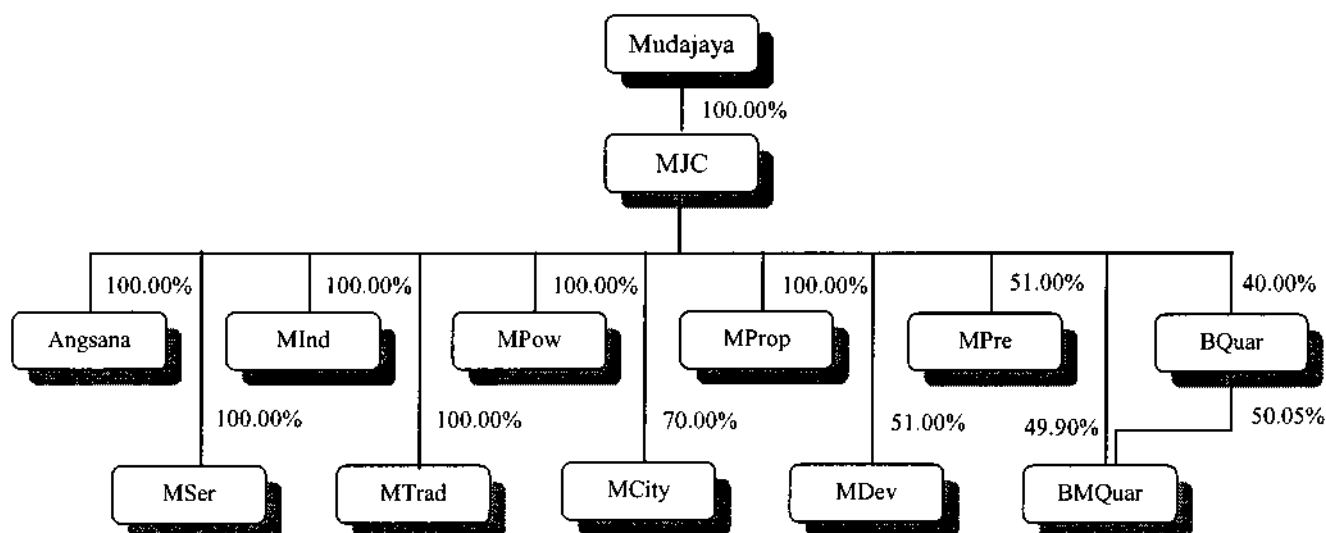 Mudajaya
100.00%
MJC
100.00% 100.00% 100.00% 100.00% 51.00% 40.00%
Angsana MInd MPow MProp MPre BQuar
100.00% 100.00% 70.00% 51.00% 49.90% 50.05%
MSer MTrad MCity MDev BMQuar